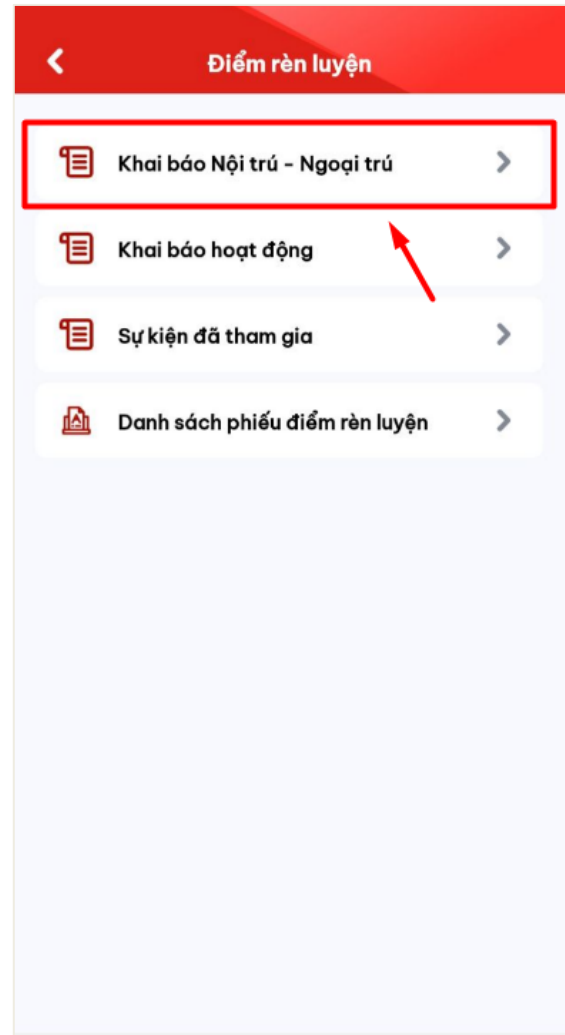 Điểm rèn luyện
Khai báo Nội trú - Ngoại trú
Khai báo hoạt động
Sự kiện đã tham gia
Danh sách phiếu điểm rèn luyện